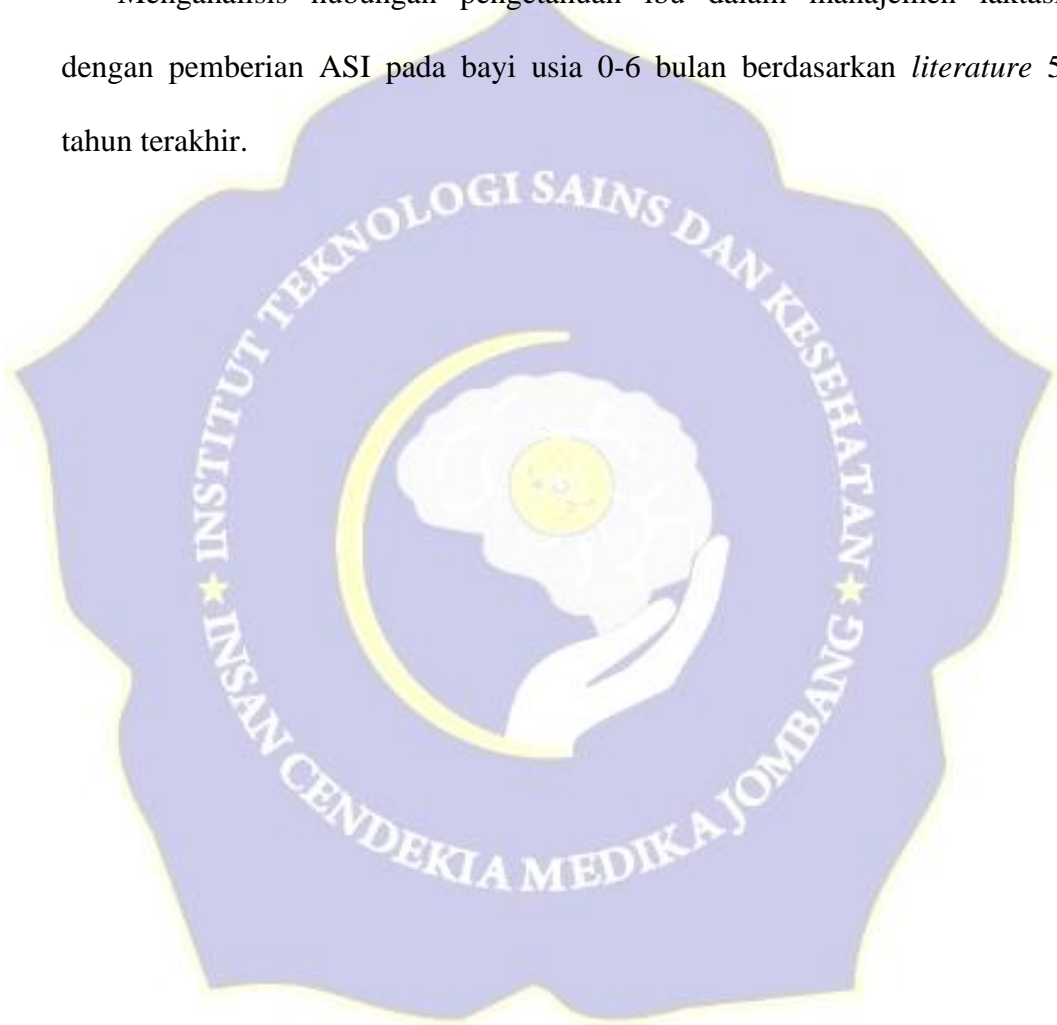 Menganalisis hubungan pengetahuan ibu dalam manajemen laktasi
dengan pemberian ASI pada bayi usia 0-6 bulan berdasarkan literature 5
tahun terakhir.
INSTITUT TEKNOLOGI SAINS DAN KESEHATAN
INSAN CENDEKIA MEDIKA JOMBANG